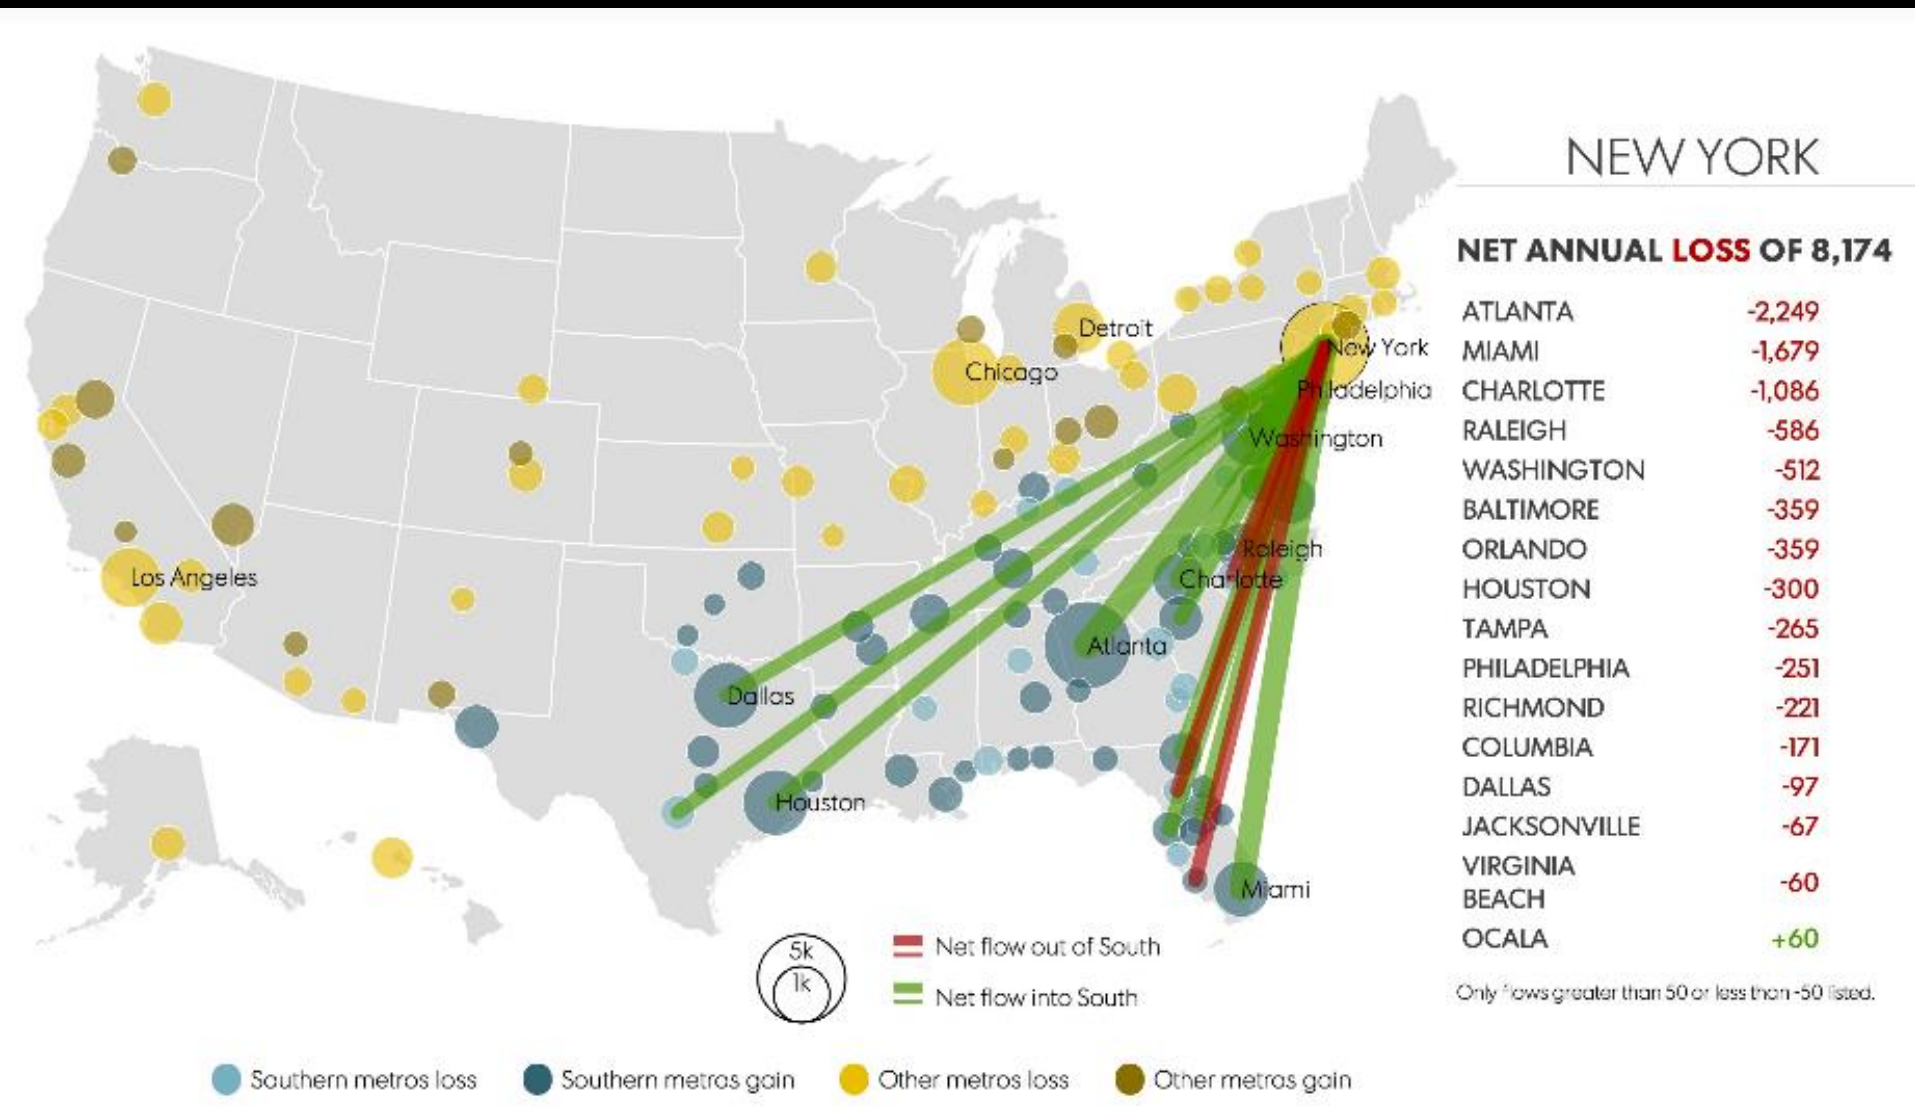 NEW YORK
NET ANNUAL LOSS OF 8,174
ATLANTA -2,249
MIAMI -1,679
CHARLOTTE -1,086
RALEIGH -586
WASHINGTON -512
BALTIMORE -359
ORLANDO -359
HOUSTON -300
TAMPA -265
PHILADELPHIA -251
RICHMOND -221
COLUMBIA -171
DALLAS -97
JACKSONVILLE -67
VIRGINIA
BEACH -60
OCALA +60
Only flows greater than 50 or less than -50 listed.
Detroit
New York
Chicago
Philadelphia
Washington
Raleigh
Los Angeles
Charlotte
Atlanta
Dallas
Houston
Miami
5k
1k
Net flow out of South
Net flow into South
Southern metros loss
Southern metros gain
Other metros loss
Other metros gain